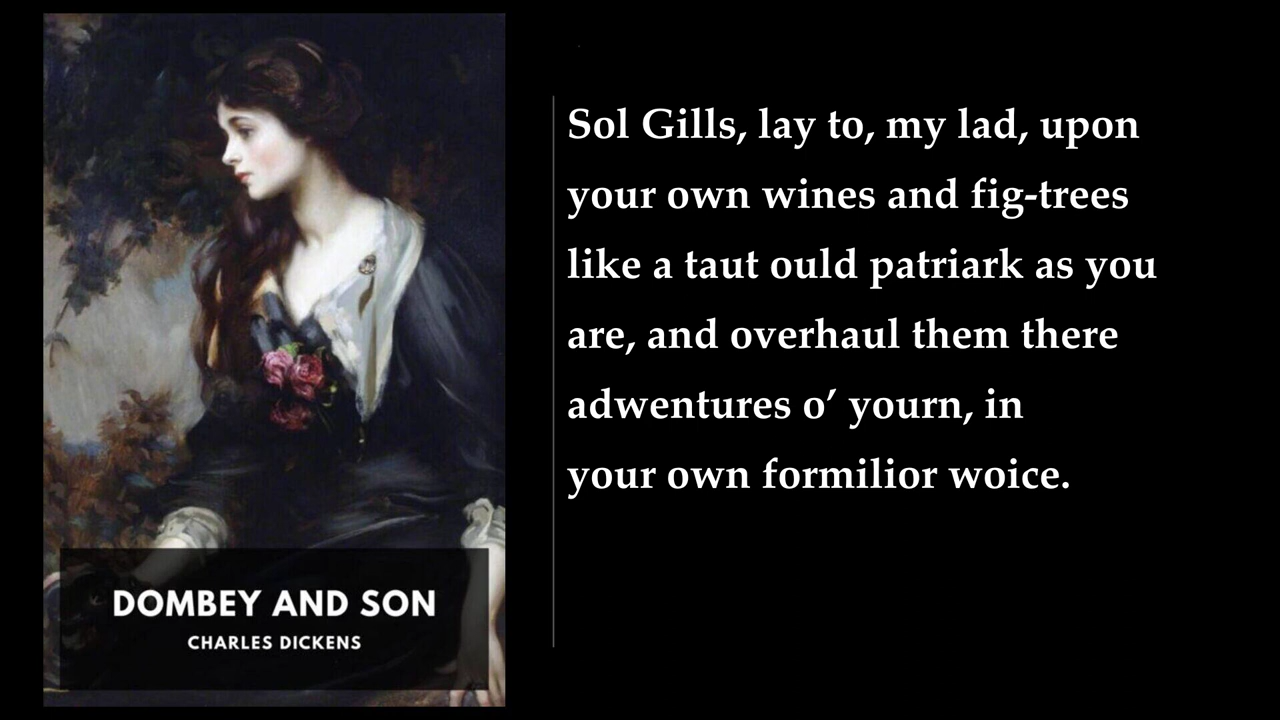 Sol Gills, lay to, my lad, upon
your own wines and fig-trees
like a taut ould patriark as you
are, and overhaul them there
adwentures o’ yourn, in
your own formilior woice.
DOMBEY AND SON
CHARLES DICKENS